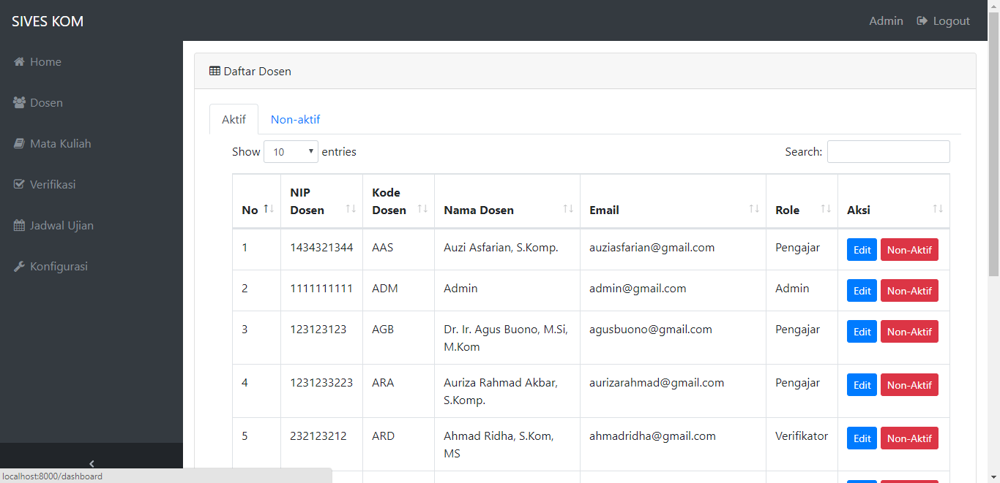 SIVES KOM
Admin
Logout
Home
Dosen
Mata Kuliah
Verifikasi
Jadwal Ujian
Konfigurasi
Daftar Dosen
Aktif
Non-aktif
Show 10 entries
Search:
No
NIP
Dosen
Kode
Dosen
Nama Dosen
Email
Role
Aksi
1 1434321344 AAS Auzi Asfarian, S.Komp. auziasfarian@gmail.com Pengajar Edit Non-Aktif
2 1111111111 ADM Admin admin@gmail.com Admin Edit Non-Aktif
3 123123123 AGB Dr. Ir. Agus Buono, M.Si, agusbuono@gmail.com Pengajar Edit Non-Aktif
M.Kom
4 1231233223 ARA Auriza Rahmad Akbar, aurizarahmad@gmail.com Pengajar Edit Non-Aktif
S.Komp.
5 232123212 ARD Ahmad Ridha, S.Kom, ahmadridha@gmail.com Verifikator Edit Non-Aktif
MS
localhost:8000/dashboard